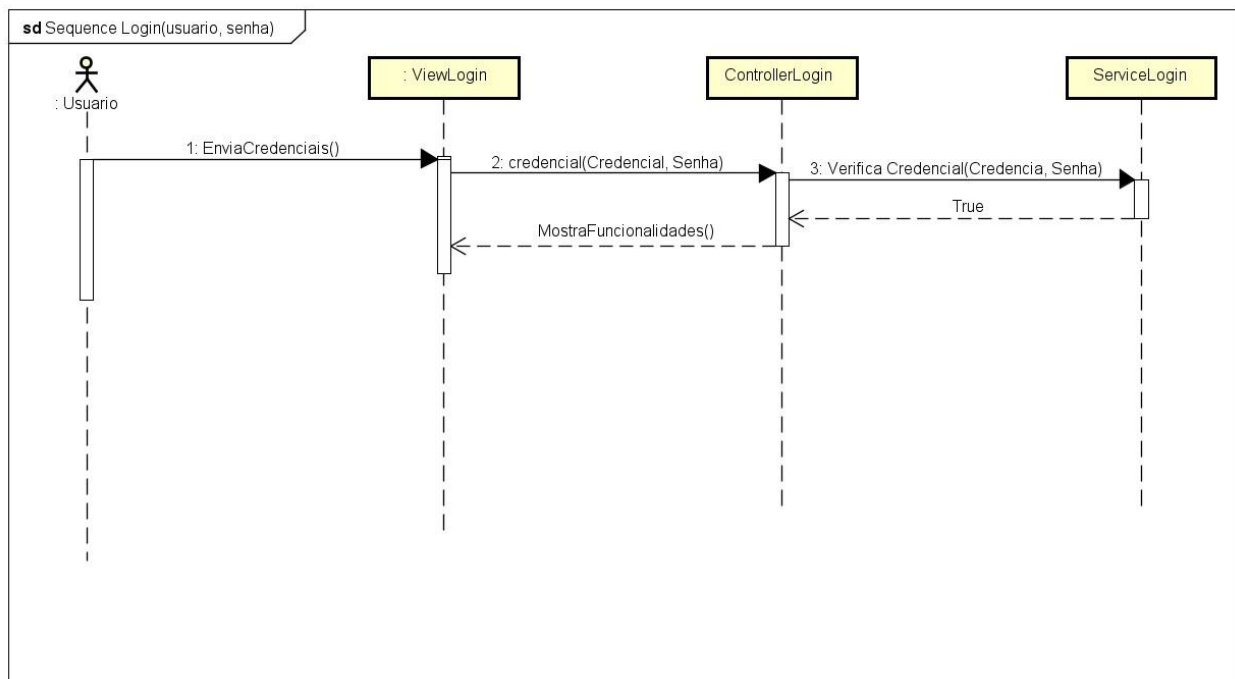 sd Sequence Login(usuario, senha)
: Usuario
: ViewLogin
ControllerLogin
ServiceLogin
1: EnviaCredenciais()
2: credencial(Credencial, Senha)
3: Verifica Credencial(Credencia, Senha)
True
MostraFuncionalidades()